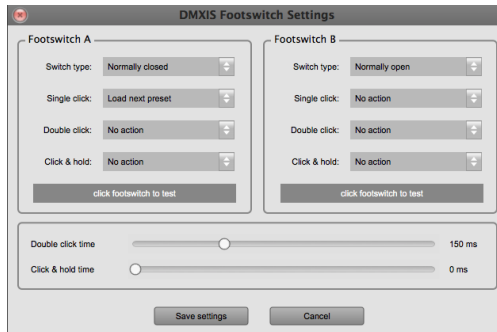 DMXIS Footswitch Settings
Footswitch A
Switch type: Normally closed
Single click: Load next preset
Double click: No action
Click & hold: No action
click footswitch to test
Footswitch B
Switch type: Normally open
Single click: No action
Double click: No action
Click & hold: No action
click footswitch to test
Double click time 150 ms
Click & hold time 0 ms
Save settings Cancel